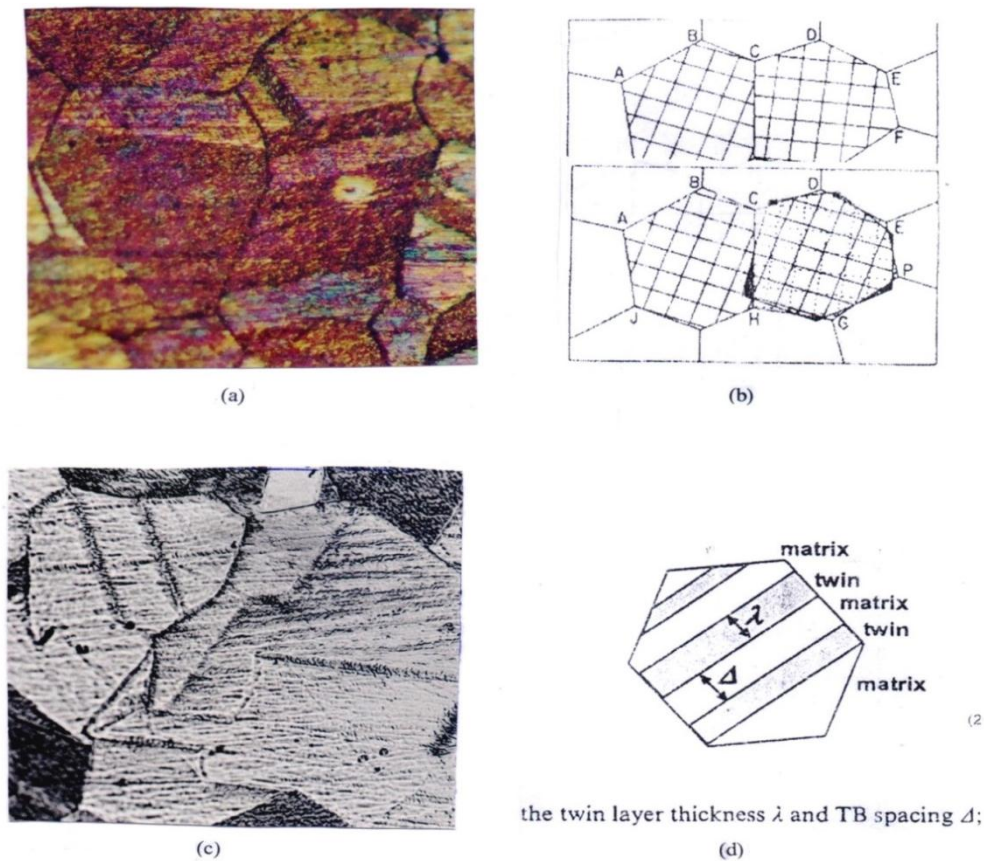 B
C
D
A
E
F
B
C
D
A
E
P
J
H
G
(a)
(b)
matrix
twin
matrix
twin
λ
Δ
matrix
(2
the twin layer thickness λ and TB spacing Δ;
(c)
(d)